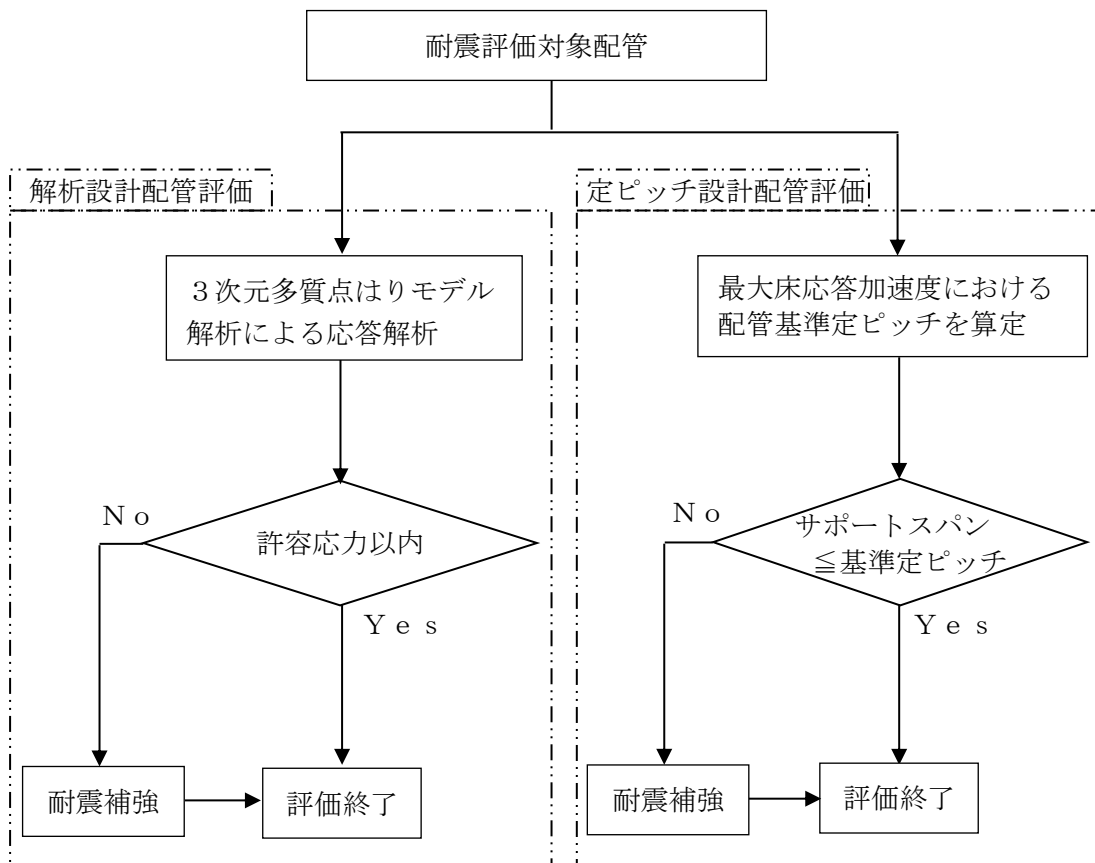 耐震評価対象配管
解析設計配管評価
３次元多質点はりモデル
解析による応答解析
許容応力以内
Ｎｏ
Ｙｅｓ
耐震補強
評価終了
定ピッチ設計配管評価
最大床応答加速度における
配管基準定ピッチを算定
サポートスパン
≦基準定ピッチ
Ｎｏ
Ｙｅｓ
耐震補強
評価終了